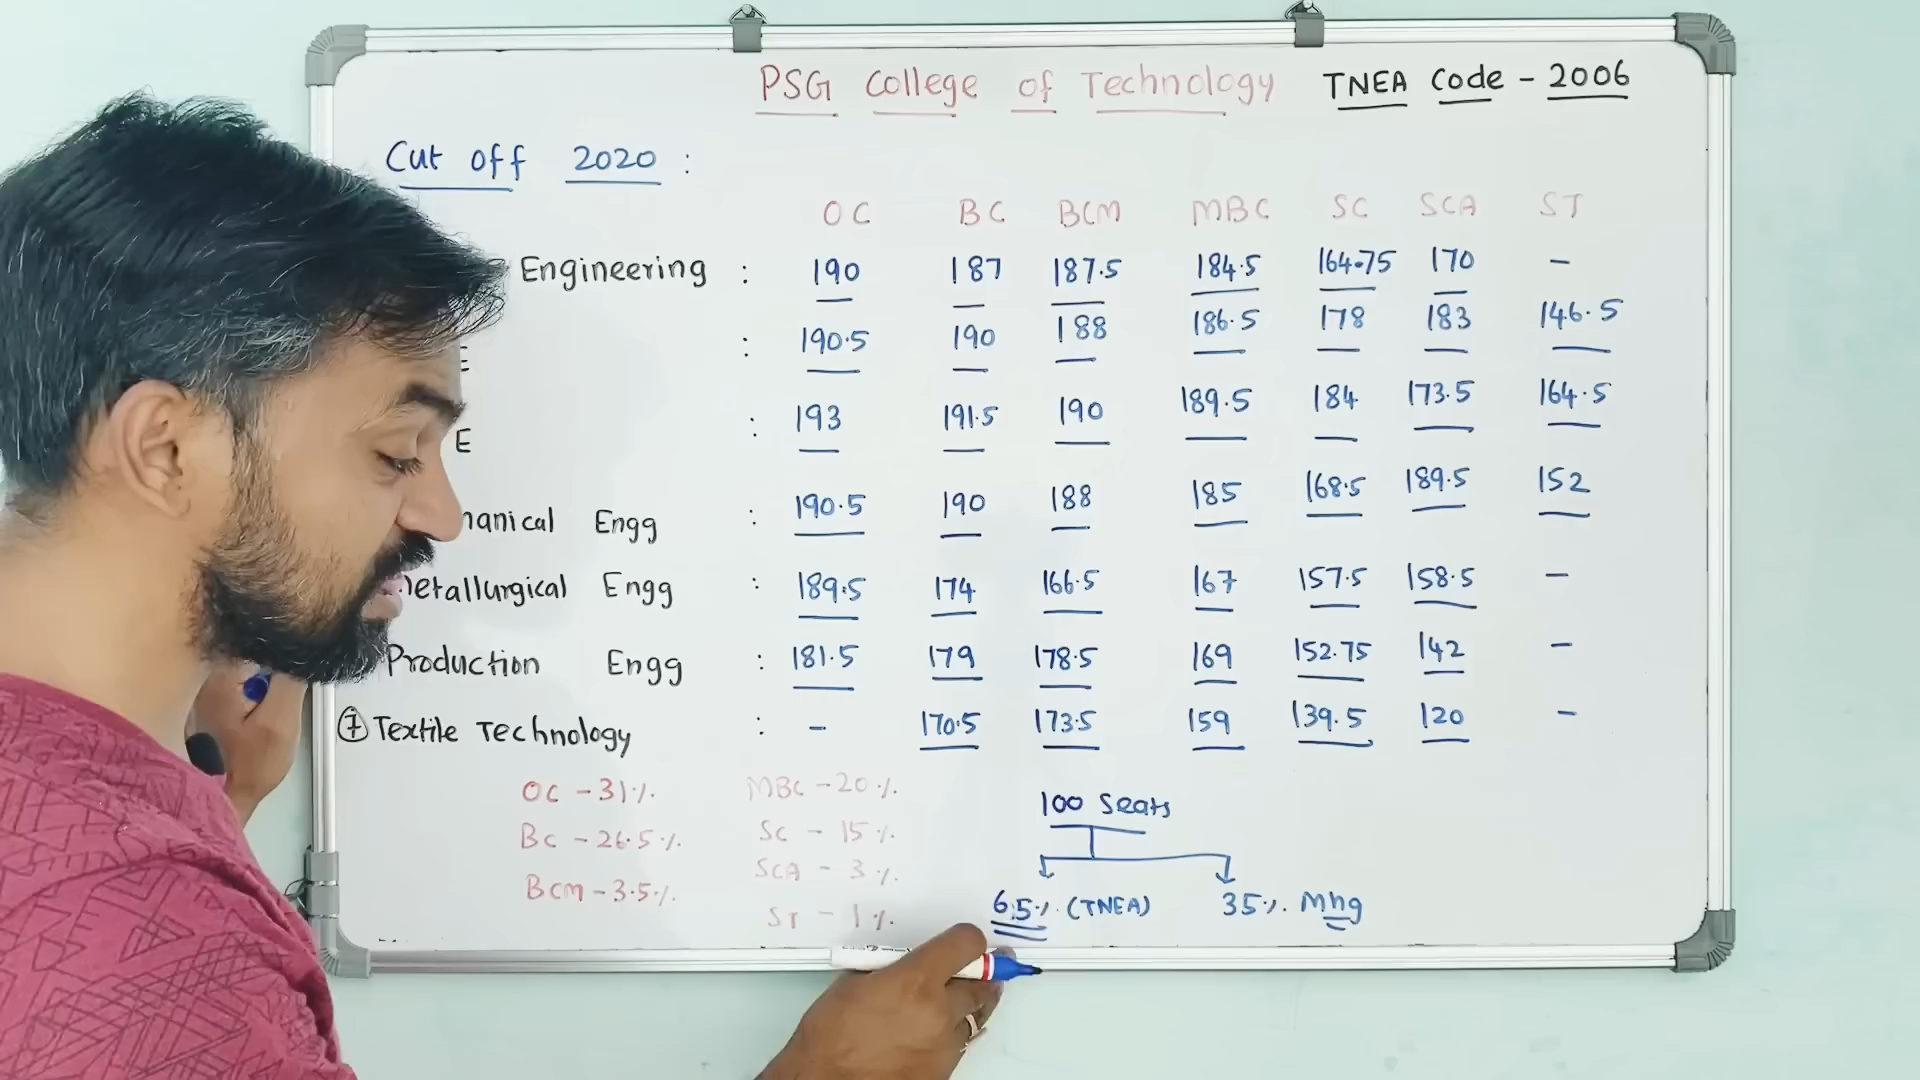 PSG College of Technology TNEA Code - 2006
Cut off 2020 :
OC BC BCM MBC SC SCA ST
Engineering : 190 187 187.5 184.5 164.75 170 -
E : 190.5 190 188 186.5 178 183 146.5
E : 193 191.5 190 189.5 184 173.5 164.5
hanical Engg : 190.5 190 188 185 168.5 189.5 152
Metallurgical Engg : 189.5 174 166.5 167 157.5 158.5 -
Production Engg : 181.5 179 178.5 169 152.75 142 -
⑦ Textile Technology : - 170.5 173.5 159 139.5 120 -
OC - 31% MBC - 20%
BC - 26.5% SC - 15%
BCM - 3.5% SCA - 3%
ST - 1%
100 Seats
65% (TNEA) 35% Mng